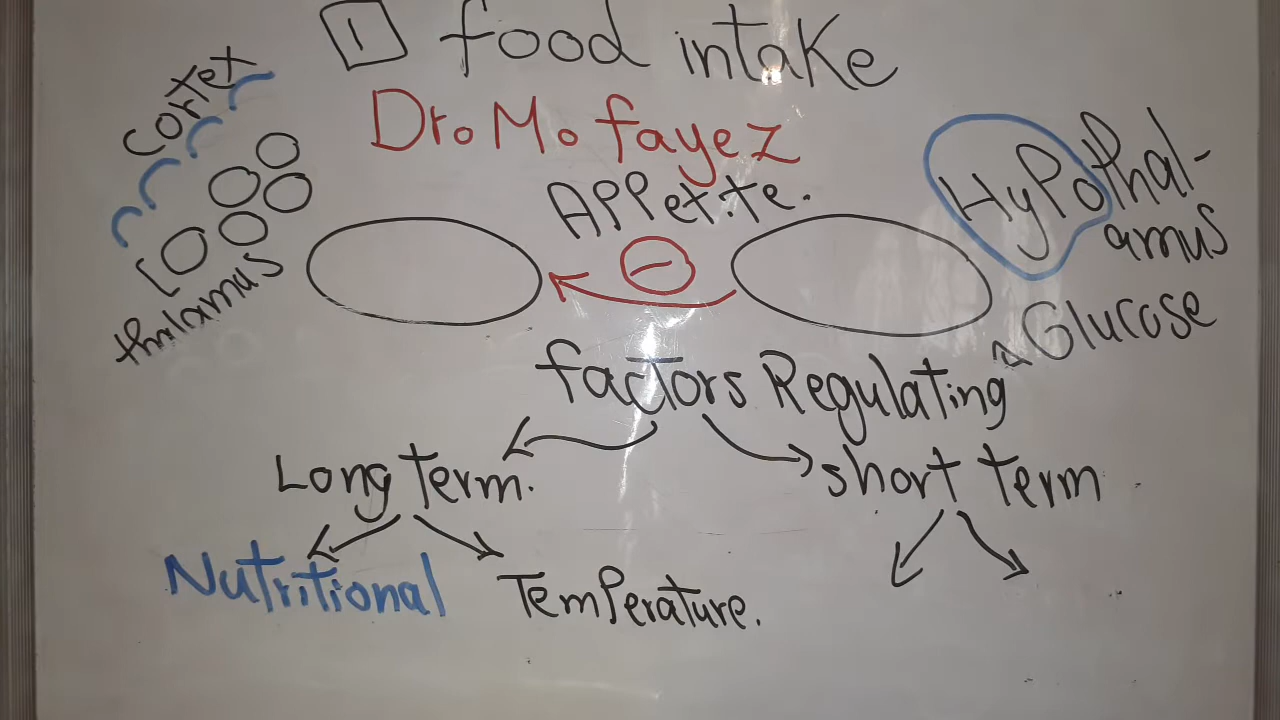 1 food intake
Dr. Mo fayez
Cortex
thalamus
APPetite.
HyPothal-
amus
Glucose
factors Regulating
Long term.
short term
Nutritional
TemPerature.